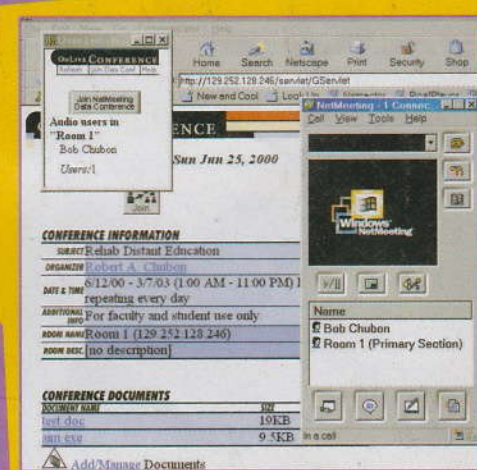 OnLive CONFERENCE
Refresh Join Data Conf Help
Join NetMeeting
Data Conference
Audio users in
"Room 1"
Bob Chubon
Users:1
Home Search Netscape Print Security Shop
http://129.252.128.246/servlet/GServlet
New and Cool
ENCE
Sun Jun 25, 2000
Join
CONFERENCE INFORMATION
SUBJECT Rehab Distant Education
ORGANIZER Robert A. Chubon
DATE & TIME 6/12/00 - 3/7/03 (1:00 AM - 11:00 PM)
repeating every day
ADDITIONAL INFO For faculty and student use only
ROOM NAME Room 1 (129.252.128.246)
ROOM DESC. [no description]
CONFERENCE DOCUMENTS
DOCUMENT NAME SIZE
test doc 19KB
9.5KB
Add/Manage Documents
NetMeeting - 1 Connec...
Call View Tools Help
Windows
NetMeeting
Name
Bob Chubon
Room 1 (Primary Section)
In a call